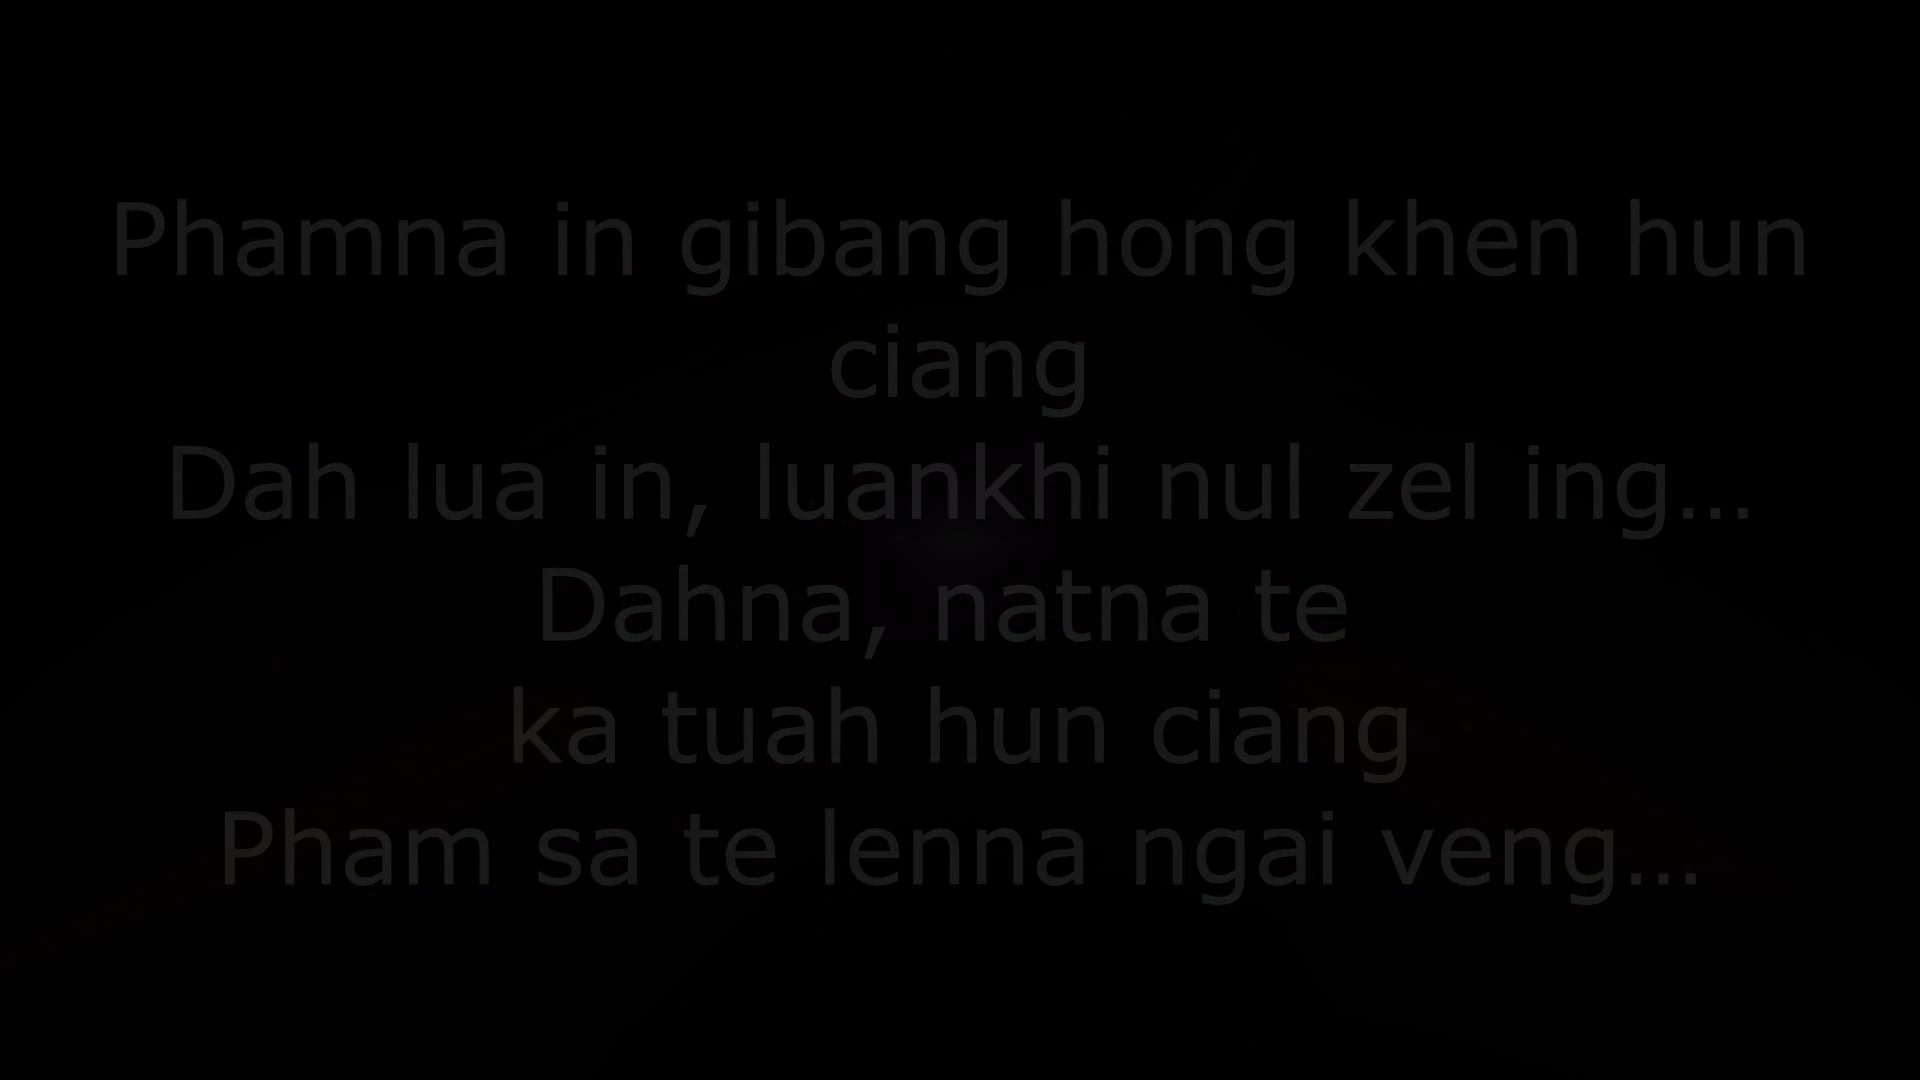 Phamna in gibang hong khen hun
ciang
Dah lua in, luankhi nul zel ing...
Dahna, natna te
ka tuah hun ciang
Pham sa te lenna ngai veng...